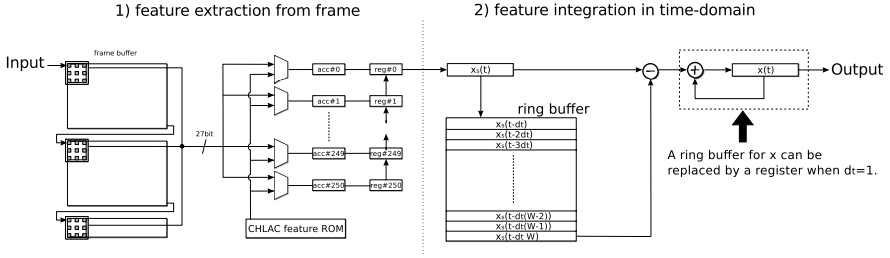 1) feature extraction from frame
2) feature integration in time-domain
Input
frame buffer
27bit
acc#0
reg#0
acc#1
reg#1
acc#249
reg#249
acc#250
reg#250
CHLAC feature ROM
xs(t)
ring buffer
xs(t-dt)
xs(t-2dt)
xs(t-3dt)
xs(t-dt(W-2))
xs(t-dt(W-1))
xs(t-dt W)
−
+
x(t)
Output
A ring buffer for x can be
replaced by a register when dt=1.